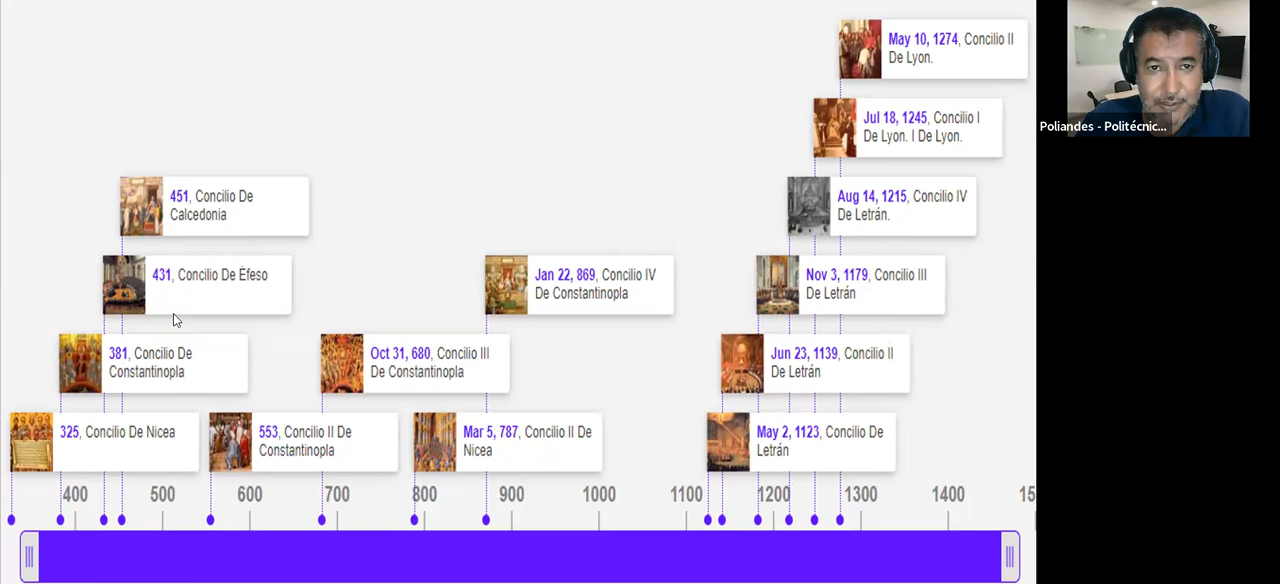 May 10, 1274, Concilio II
De Lyon.
Jul 18, 1245, Concilio I
De Lyon. I De Lyon.
Poliandes - Politécnic...
451, Concilio De
Calcedonia
Aug 14, 1215, Concilio IV
De Letrán.
431, Concilio De Éfeso
Jan 22, 869, Concilio IV
De Constantinopla
Nov 3, 1179, Concilio III
De Letrán
381, Concilio De
Constantinopla
Oct 31, 680, Concilio III
De Constantinopla
Jun 23, 1139, Concilio II
De Letrán
325, Concilio De Nicea
553, Concilio II De
Constantinopla
Mar 5, 787, Concilio II De
Nicea
May 2, 1123, Concilio De
Letrán
400 500 600 700 800 900 1000 1100 1200 1300 1400 15